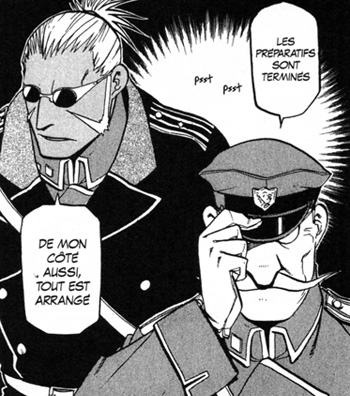 LES
PRÉPARATIFS
SONT
TERMINÉS
psst
psst
DE MON
CÔTÉ
AUSSI,
TOUT EST
ARRANGÉ